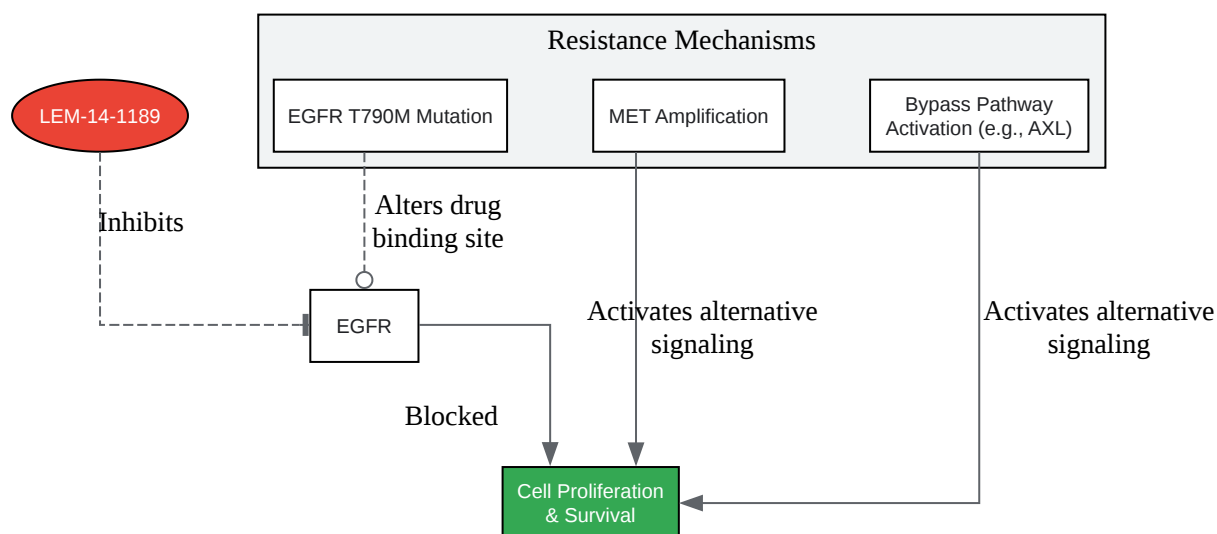 Resistance Mechanisms
LEM-14-1189
EGFR T790M Mutation
MET Amplification
Bypass Pathway
Activation (e.g., AXL)
Inhibits
Alters drug
binding site
EGFR
Activates alternative
signaling
Activates alternative
signaling
Blocked
Cell Proliferation
& Survival